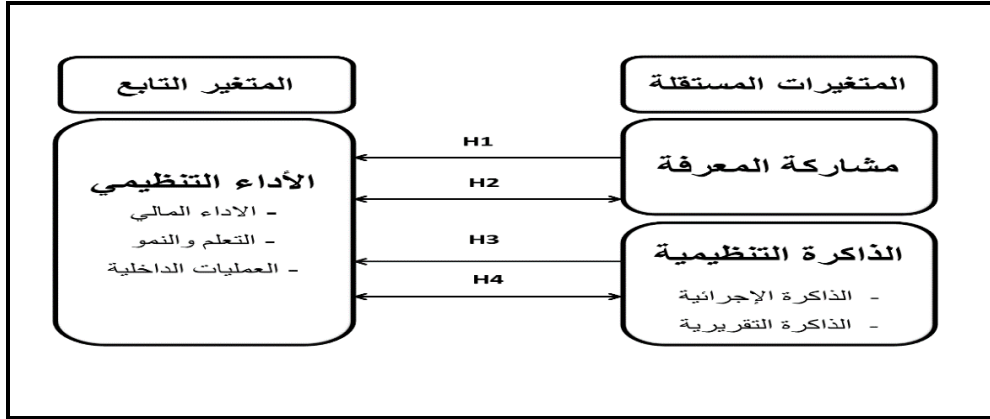 المتغيرات المستقلة
المتغير التابع
مشاركة المعرفة
H1
H2
الأداء التنظيمي
- الاداء المالي
- التعلم والنمو
- العمليات الداخلية
الذاكرة التنظيمية
- الذاكرة الإجرائية
- الذاكرة التقريرية
H3
H4